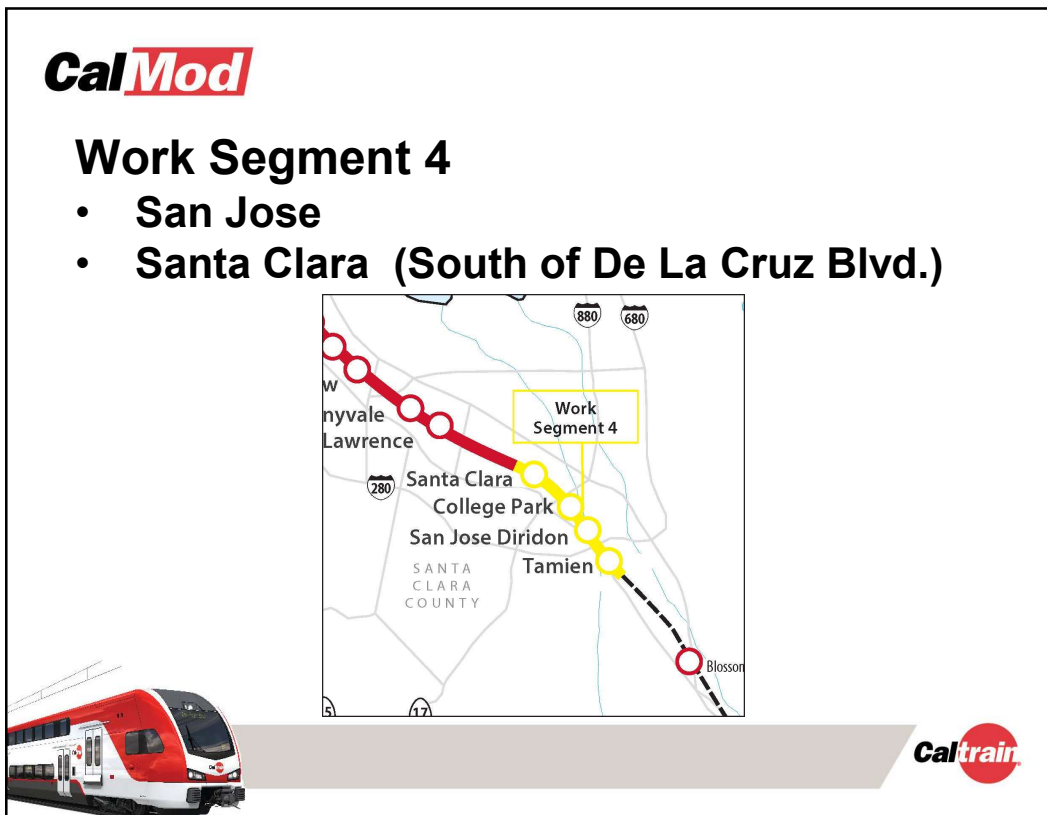 CalMod
Work Segment 4
• San Jose
• Santa Clara (South of De La Cruz Blvd.)
880
680
w
nyvale
Lawrence
Work
Segment 4
280
Santa Clara
College Park
San Jose Diridon
Tamien
SANTA
CLARA
COUNTY
Blossom
5
17
Caltrain